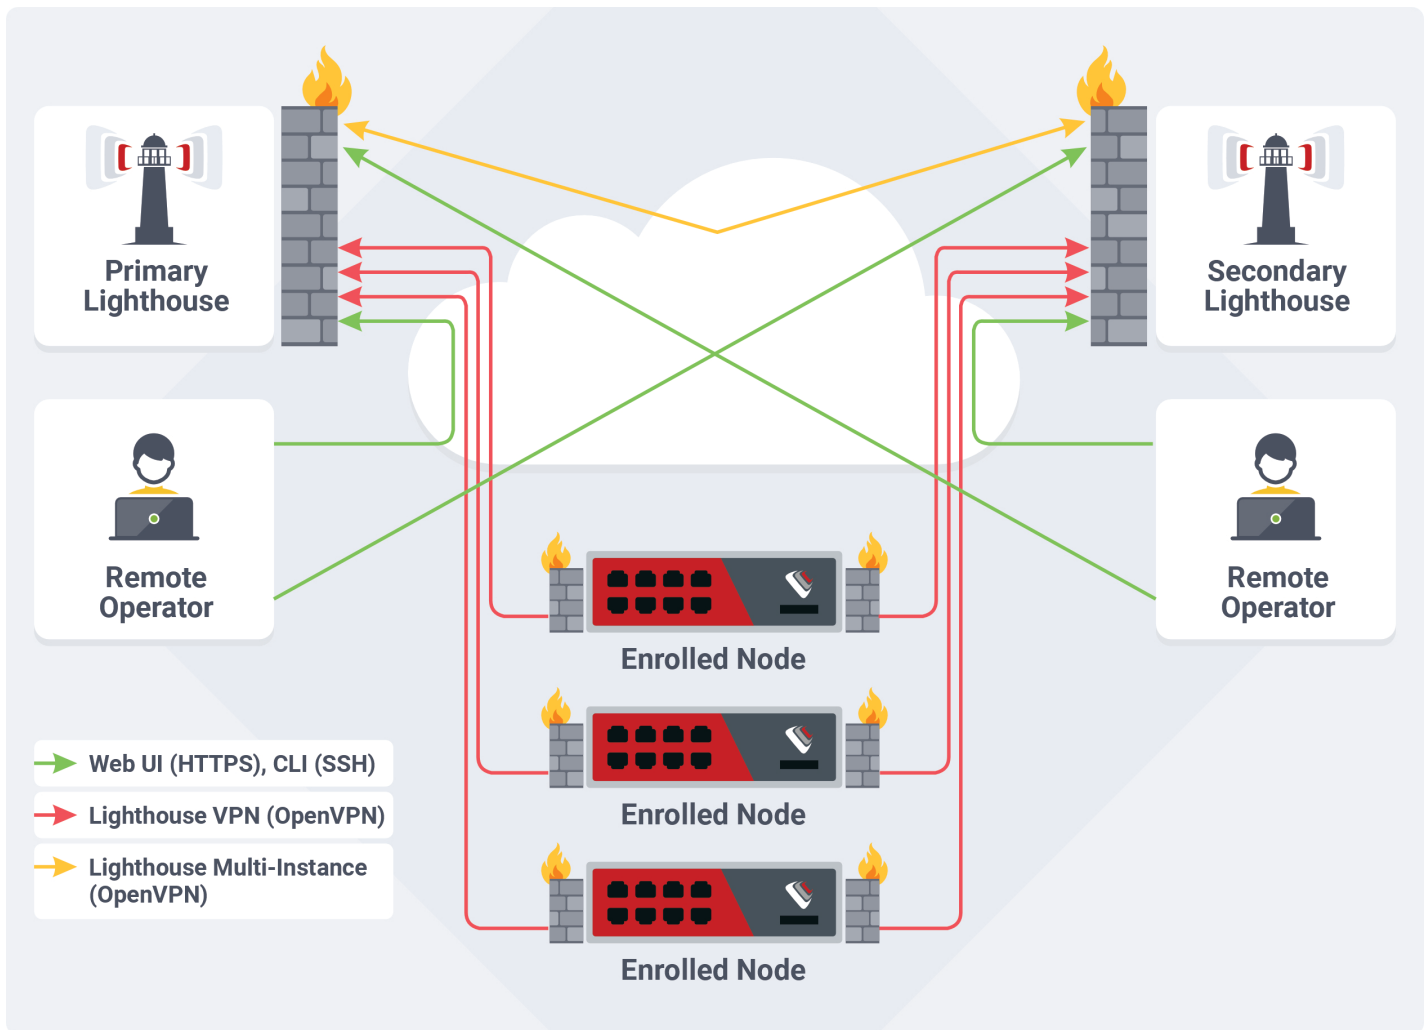 Primary
Lighthouse
Secondary
Lighthouse
Remote
Operator
Remote
Operator
Enrolled Node
Enrolled Node
Enrolled Node
Web UI (HTTPS), CLI (SSH)
Lighthouse VPN (OpenVPN)
Lighthouse Multi-Instance
(OpenVPN)